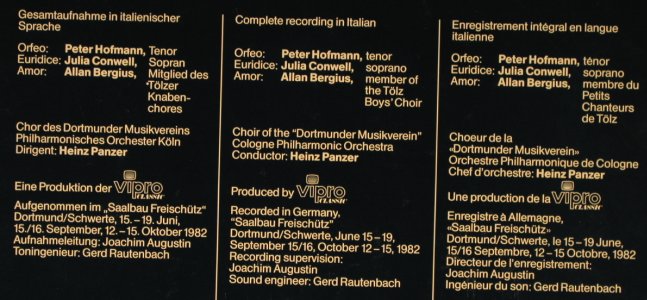 Gesamtaufnahme in italienischer
Sprache
Orfeo: Peter Hofmann, Tenor
Euridice: Julia Conwell, Sopran
Amor: Allan Bergius, Mitglied des
Tölzer
Knaben-
chores
Chor des Dortmunder Musikvereins
Philharmonisches Orchester Köln
Dirigent: Heinz Panzer
Eine Produktion der vipro
CLASSIC
Aufgenommen im „Saalbau Freischütz"
Dortmund/Schwerte, 15. – 19. Juni,
15./16. September, 12. – 15. Oktober 1982
Aufnahmeleitung: Joachim Augustin
Toningenieur: Gerd Rautenbach
Complete recording in Italian
Orfeo: Peter Hofmann, tenor
Euridice: Julia Conwell, soprano
Amor: Allan Bergius, member of
the Tölz
Boys' Choir
Choir of the "Dortmunder Musikverein"
Cologne Philharmonic Orchestra
Conductor: Heinz Panzer
Produced by vipro
CLASSIC
Recorded in Germany,
"Saalbau Freischütz"
Dortmund/Schwerte, June 15 – 19,
September 15/16, October 12 – 15, 1982
Recording supervision:
Joachim Augustin
Sound engineer: Gerd Rautenbach
Enregistrement intégral en langue
italienne
Orfeo: Peter Hofmann, ténor
Euridice: Julia Conwell, soprano
Amor: Allan Bergius, membre du
Petits
Chanteurs
de Tölz
Choeur de la
«Dortmunder Musikverein»
Orchestre Philharmonique de Cologne
Chef d'orchestre: Heinz Panzer
Une production de la vipro
CLASSIC
Enregistre à Allemagne,
«Saalbau Freischütz»
Dortmund/Schwerte, le 15 – 19 June,
15/16 Septembre, 12 – 15 Octobre, 1982
Directeur de l'enregistrement:
Joachim Augustin
Ingénieur du son: Gerd Rautenbach